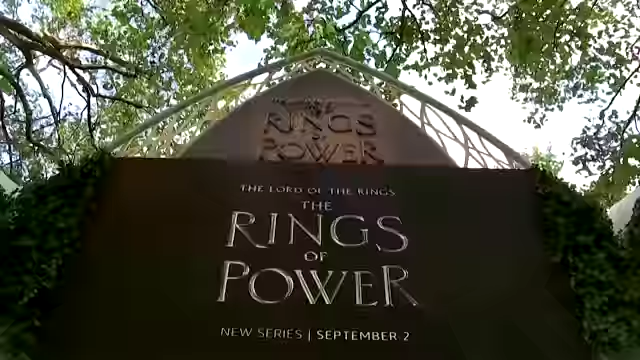 THE
RINGS
OF
POWER
THE LORD OF THE RINGS
THE
RINGS
OF
POWER
NEW SERIES | SEPTEMBER 2